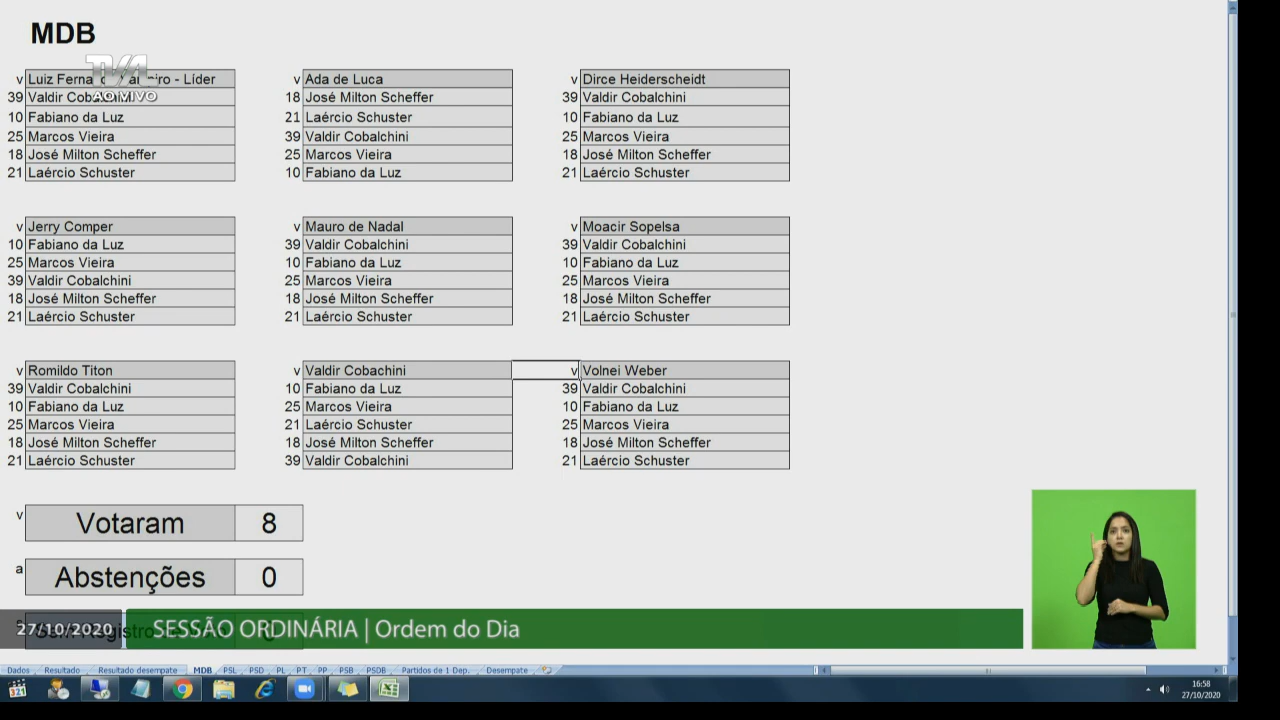 MDB
TVAL
AO VIVO
v Luiz Fernando - Líder
39 Valdir Cobalchini
10 Fabiano da Luz
25 Marcos Vieira
18 José Milton Scheffer
21 Laércio Schuster
v Ada de Luca
18 José Milton Scheffer
21 Laércio Schuster
39 Valdir Cobalchini
25 Marcos Vieira
10 Fabiano da Luz
v Dirce Heiderscheidt
39 Valdir Cobalchini
10 Fabiano da Luz
25 Marcos Vieira
18 José Milton Scheffer
21 Laércio Schuster
v Jerry Comper
10 Fabiano da Luz
25 Marcos Vieira
39 Valdir Cobalchini
18 José Milton Scheffer
21 Laércio Schuster
v Mauro de Nadal
39 Valdir Cobalchini
10 Fabiano da Luz
25 Marcos Vieira
18 José Milton Scheffer
21 Laércio Schuster
v Moacir Sopelsa
39 Valdir Cobalchini
10 Fabiano da Luz
25 Marcos Vieira
18 José Milton Scheffer
21 Laércio Schuster
v Romildo Titon
39 Valdir Cobalchini
10 Fabiano da Luz
25 Marcos Vieira
18 José Milton Scheffer
21 Laércio Schuster
v Valdir Cobachini
10 Fabiano da Luz
25 Marcos Vieira
21 Laércio Schuster
18 José Milton Scheffer
39 Valdir Cobalchini
v Volnei Weber
39 Valdir Cobalchini
10 Fabiano da Luz
25 Marcos Vieira
18 José Milton Scheffer
21 Laércio Schuster
v Votaram 8
a Abstenções 0
27/10/2020 SESSÃO ORDINÁRIA | Ordem do Dia
Dados Resultado Resultado desempate MDB PSL PSD PL PT PP PSB PSDB Partidos de 1 Dep. Desempate
16:58
27/10/2020